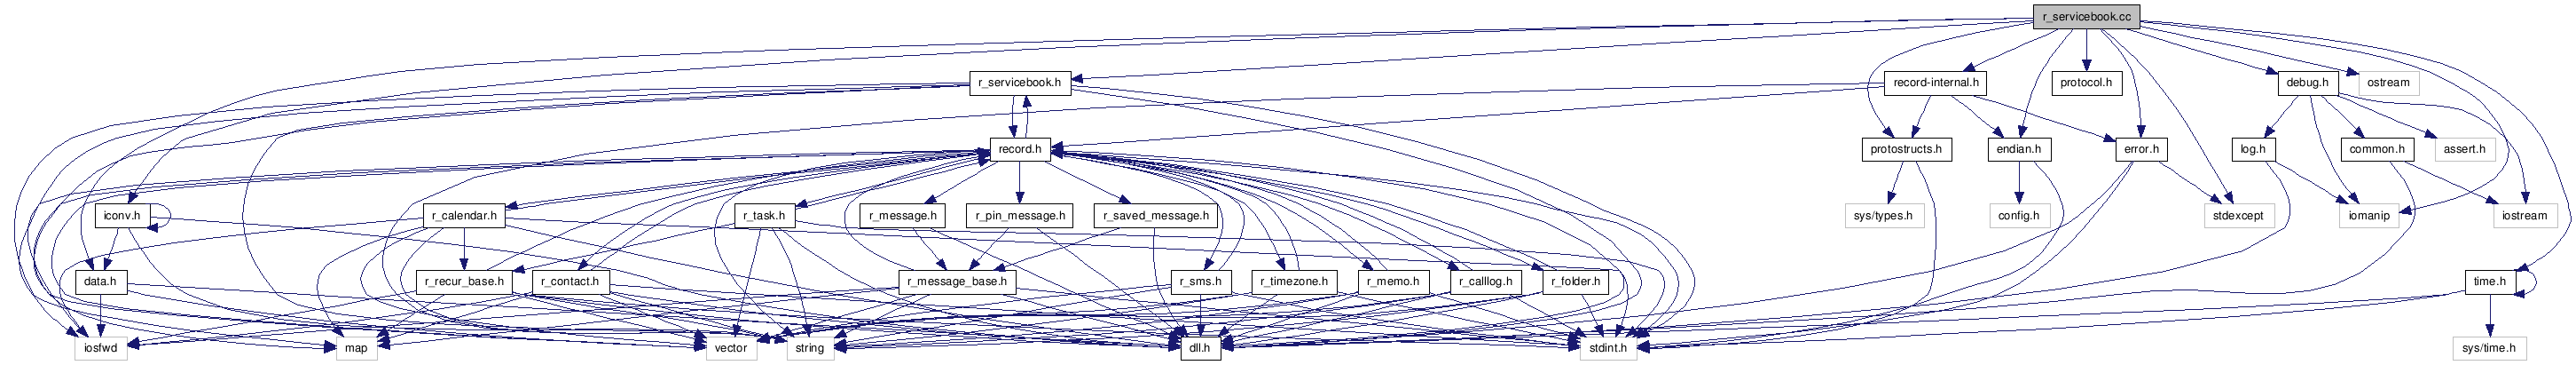 r_servicebook.cc
r_servicebook.h
record-internal.h
protocol.h
debug.h
ostream
record.h
protostructs.h
endian.h
error.h
log.h
common.h
assert.h
iconv.h
r_calendar.h
r_task.h
r_message.h
r_pin_message.h
r_saved_message.h
sys/types.h
config.h
stdexcept
iomanip
iostream
data.h
r_recur_base.h
r_contact.h
r_message_base.h
r_sms.h
r_timezone.h
r_memo.h
r_calllog.h
r_folder.h
time.h
iosfwd
map
vector
string
dll.h
stdint.h
sys/time.h